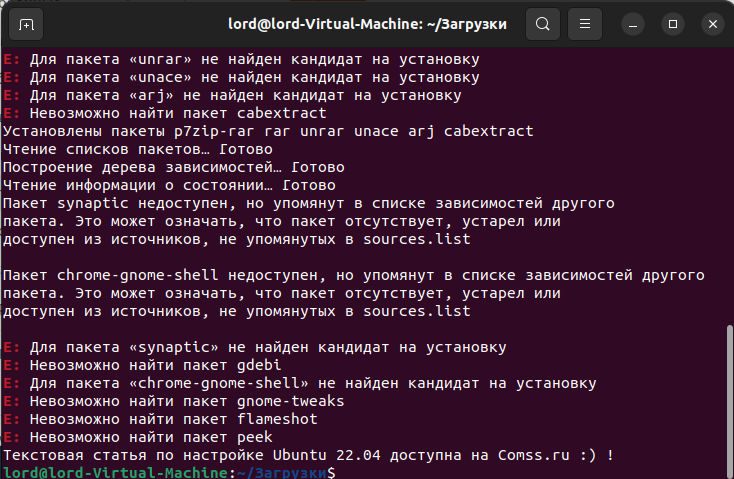 lord@lord-Virtual-Machine: ~/Загрузки
E: Для пакета «unrar» не найден кандидат на установку
E: Для пакета «unace» не найден кандидат на установку
E: Для пакета «arj» не найден кандидат на установку
E: Невозможно найти пакет cabextract
Установлены пакеты p7zip-rar rar unrar unace arj cabextract
Чтение списков пакетов… Готово
Построение дерева зависимостей… Готово
Чтение информации о состоянии… Готово
Пакет synaptic недоступен, но упомянут в списке зависимостей другого
пакета. Это может означать, что пакет отсутствует, устарел или
доступен из источников, не упомянутых в sources.list
Пакет chrome-gnome-shell недоступен, но упомянут в списке зависимостей другого
пакета. Это может означать, что пакет отсутствует, устарел или
доступен из источников, не упомянутых в sources.list
E: Для пакета «synaptic» не найден кандидат на установку
E: Невозможно найти пакет gdebi
E: Для пакета «chrome-gnome-shell» не найден кандидат на установку
E: Невозможно найти пакет gnome-tweaks
E: Невозможно найти пакет flameshot
E: Невозможно найти пакет peek
Текстовая статья по настройке Ubuntu 22.04 доступна на Comss.ru :) !
lord@lord-Virtual-Machine:~/Загрузки$